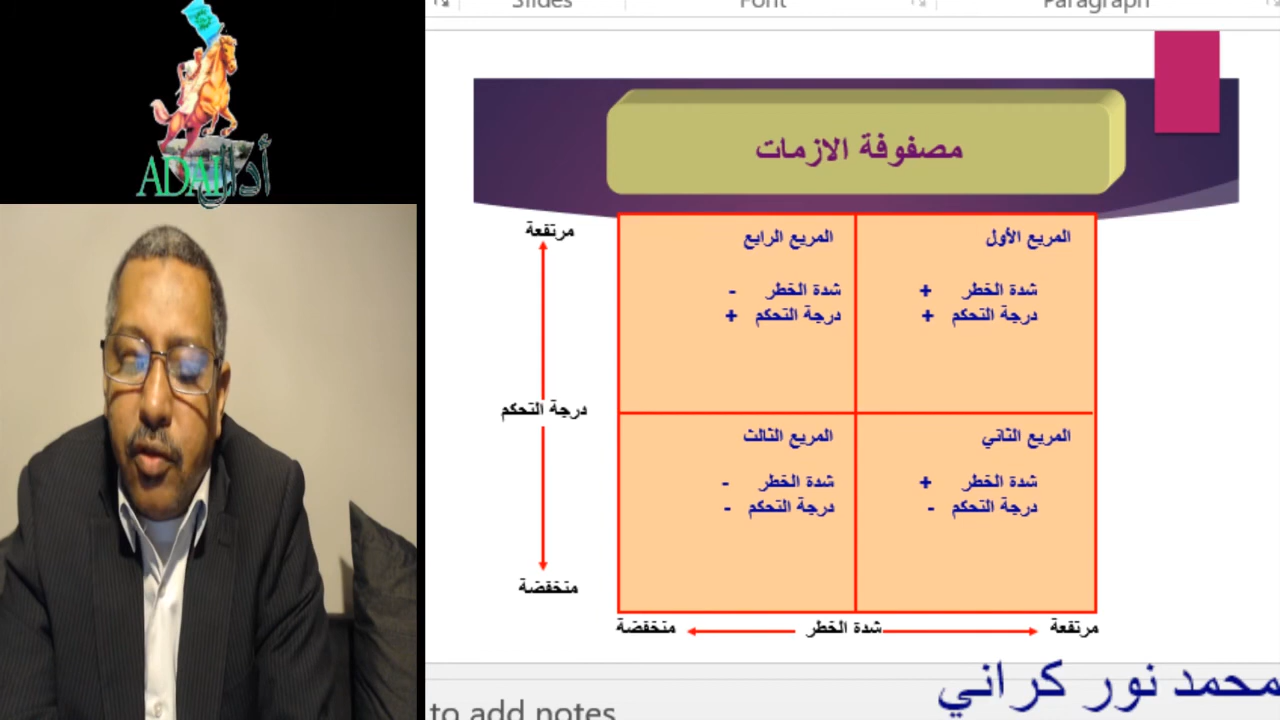 Slides
Font
Paragraph
ADAL أدال
مصفوفة الازمات
المربع الأول
شدة الخطر +
درجة التحكم +
المربع الرابع
شدة الخطر -
درجة التحكم +
المربع الثاني
شدة الخطر +
درجة التحكم -
المربع الثالث
شدة الخطر -
درجة التحكم -
مرتفعة
درجة التحكم
منخفضة
مرتفعة
شدة الخطر
منخفضة
محمد نور كراني
to add notes